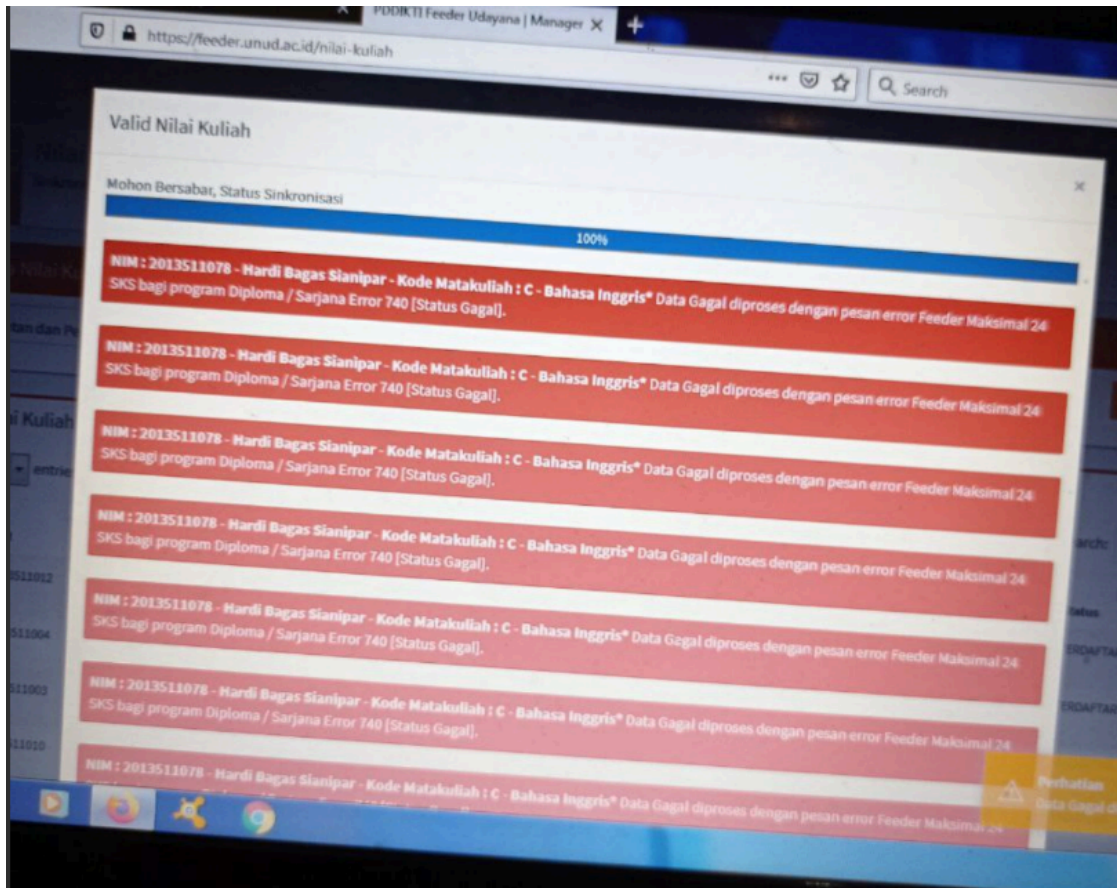 PDDIKTI Feeder Udayana | Manager
https://feeder.unud.ac.id/nilai-kuliah
Search
Valid Nilai Kuliah
Mohon Bersabar, Status Sinkronisasi
100%
NIM : 2013511078 - Hardi Bagas Sianipar - Kode Matakuliah : C - Bahasa Inggris* Data Gagal diproses dengan pesan error Feeder Maksimal 24
SKS bagi program Diploma / Sarjana Error 740 [Status Gagal].
NIM : 2013511078 - Hardi Bagas Sianipar - Kode Matakuliah : C - Bahasa Inggris* Data Gagal diproses dengan pesan error Feeder Maksimal 24
SKS bagi program Diploma / Sarjana Error 740 [Status Gagal].
NIM : 2013511078 - Hardi Bagas Sianipar - Kode Matakuliah : C - Bahasa Inggris* Data Gagal diproses dengan pesan error Feeder Maksimal 24
SKS bagi program Diploma / Sarjana Error 740 [Status Gagal].
NIM : 2013511078 - Hardi Bagas Sianipar - Kode Matakuliah : C - Bahasa Inggris* Data Gagal diproses dengan pesan error Feeder Maksimal 24
SKS bagi program Diploma / Sarjana Error 740 [Status Gagal].
NIM : 2013511078 - Hardi Bagas Sianipar - Kode Matakuliah : C - Bahasa Inggris* Data Gagal diproses dengan pesan error Feeder Maksimal 24
SKS bagi program Diploma / Sarjana Error 740 [Status Gagal].
NIM : 2013511078 - Hardi Bagas Sianipar - Kode Matakuliah : C - Bahasa Inggris* Data Gagal diproses dengan pesan error Feeder Maksimal 24
SKS bagi program Diploma / Sarjana Error 740 [Status Gagal].
NIM : 2013511078 - Hardi Bagas Sianipar - Kode Matakuliah : C - Bahasa Inggris* Data Gagal diproses dengan pesan error Feeder Maksimal 24
Kuliah
entrie
511012
511004
511003
511010
Perhatian
Data Gagal